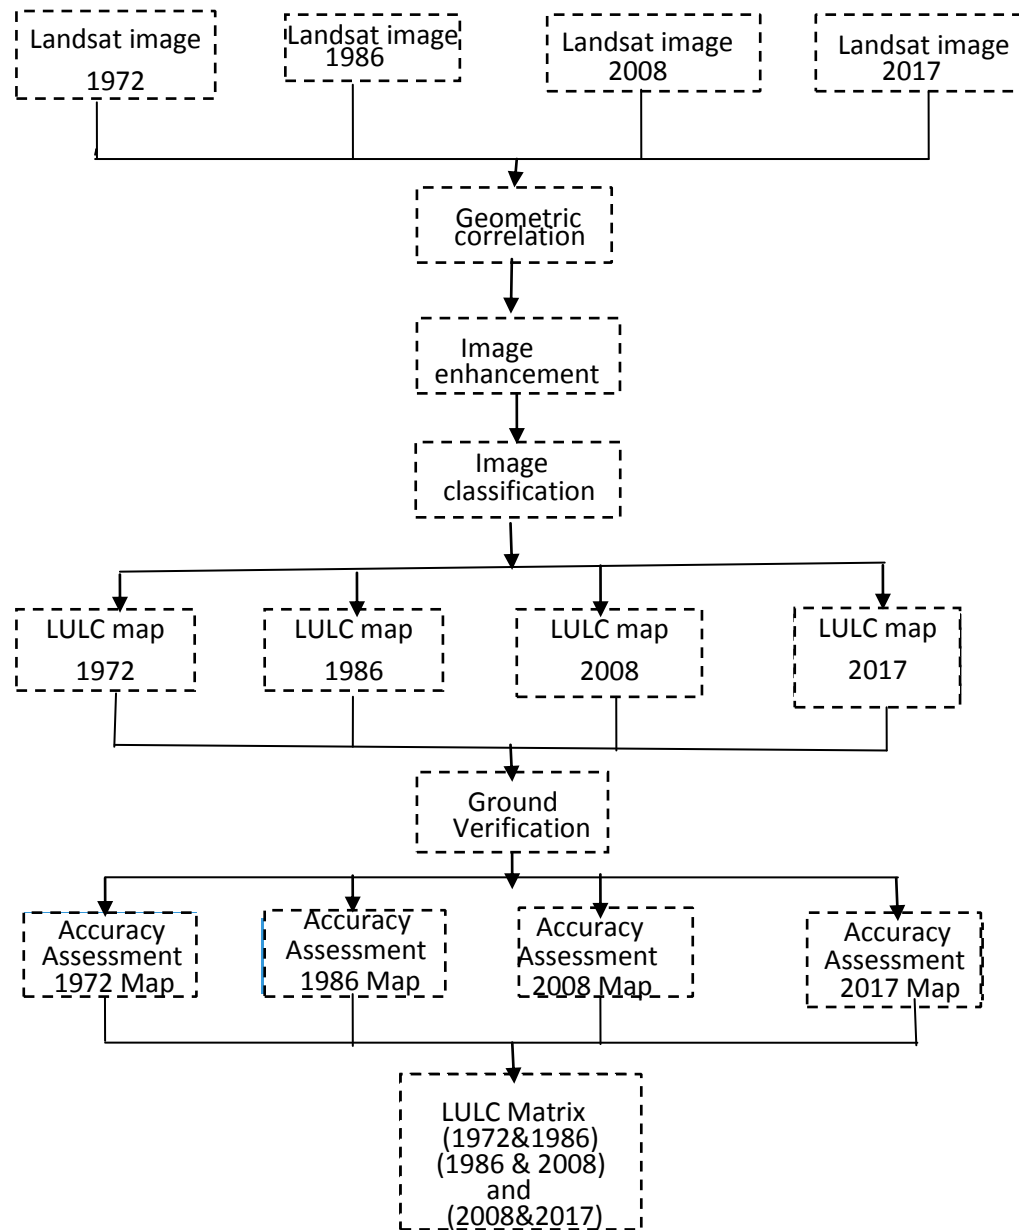 Landsat image
1972
Landsat image
1986
Landsat image
2008
Landsat image
2017
Geometric
correlation
Image
enhancement
Image
classification
LULC map
1972
LULC map
1986
LULC map
2008
LULC map
2017
Ground
Verification
Accuracy
Assessment
1972 Map
Accuracy
Assessment
1986 Map
Accuracy
Assessment
2008 Map
Accuracy
Assessment
2017 Map
LULC Matrix
(1972&1986)
(1986 & 2008)
and
(2008&2017)